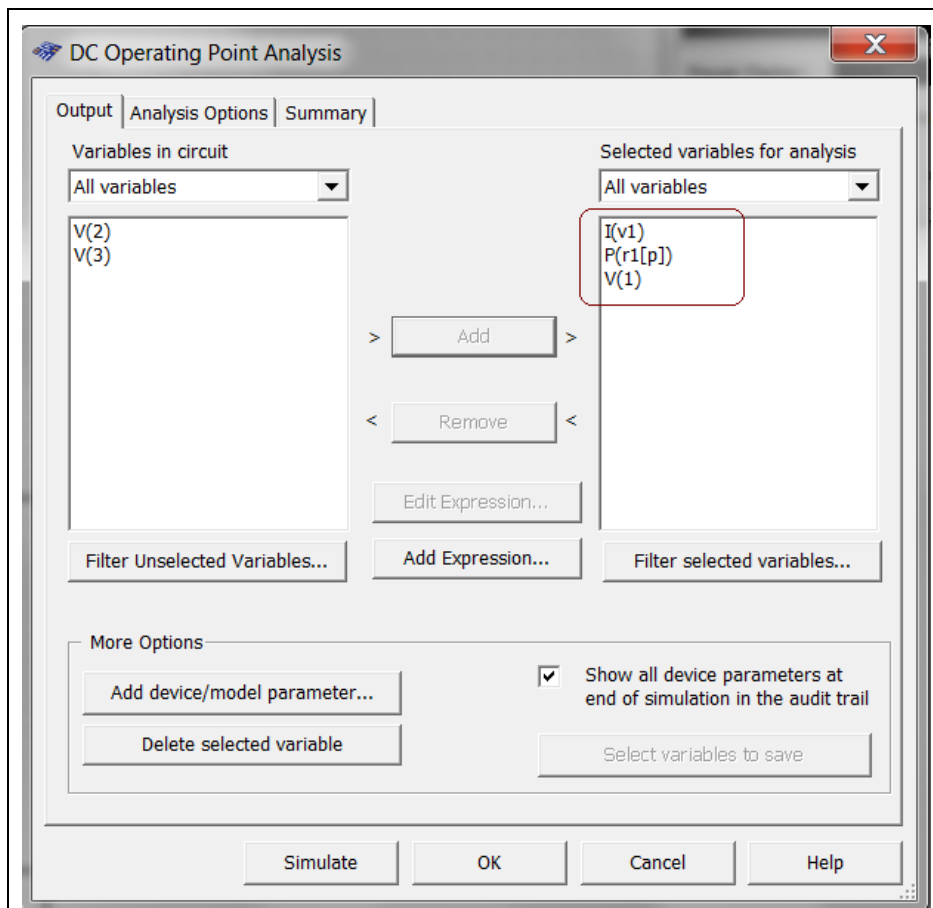 DC Operating Point Analysis
X
Output Analysis Options Summary
Variables in circuit
All variables
V(2)
V(3)
Selected variables for analysis
All variables
I(v1)
P(r1[p])
V(1)
> Add >
< Remove <
Edit Expression...
Add Expression...
Filter Unselected Variables...
Filter selected variables...
More Options
Add device/model parameter...
Delete selected variable
Show all device parameters at
end of simulation in the audit trail
Select variables to save
Simulate
OK
Cancel
Help